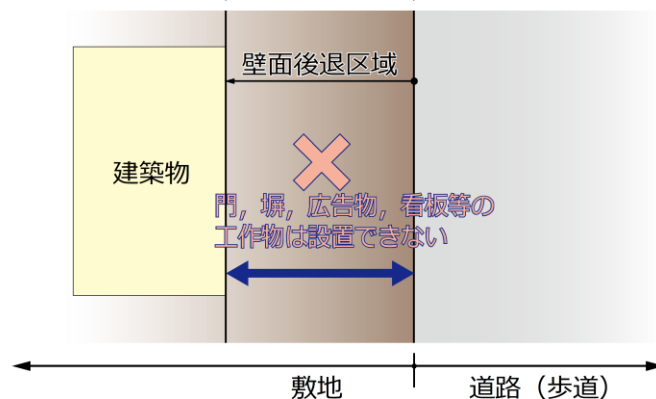 壁面後退区域
建築物
門，塀，広告物，看板等の
工作物は設置できない
敷地
道路（歩道）